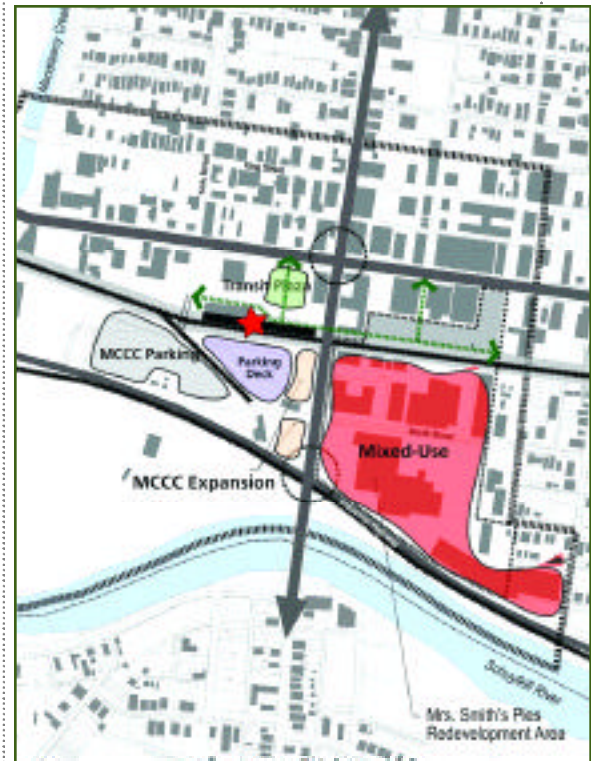 Transit Plaza
MCCC Parking
Parking
Deck
Mixed-Use
MCCC Expansion
Schuylkill River
Mrs. Smith's Pies
Redevelopment Area